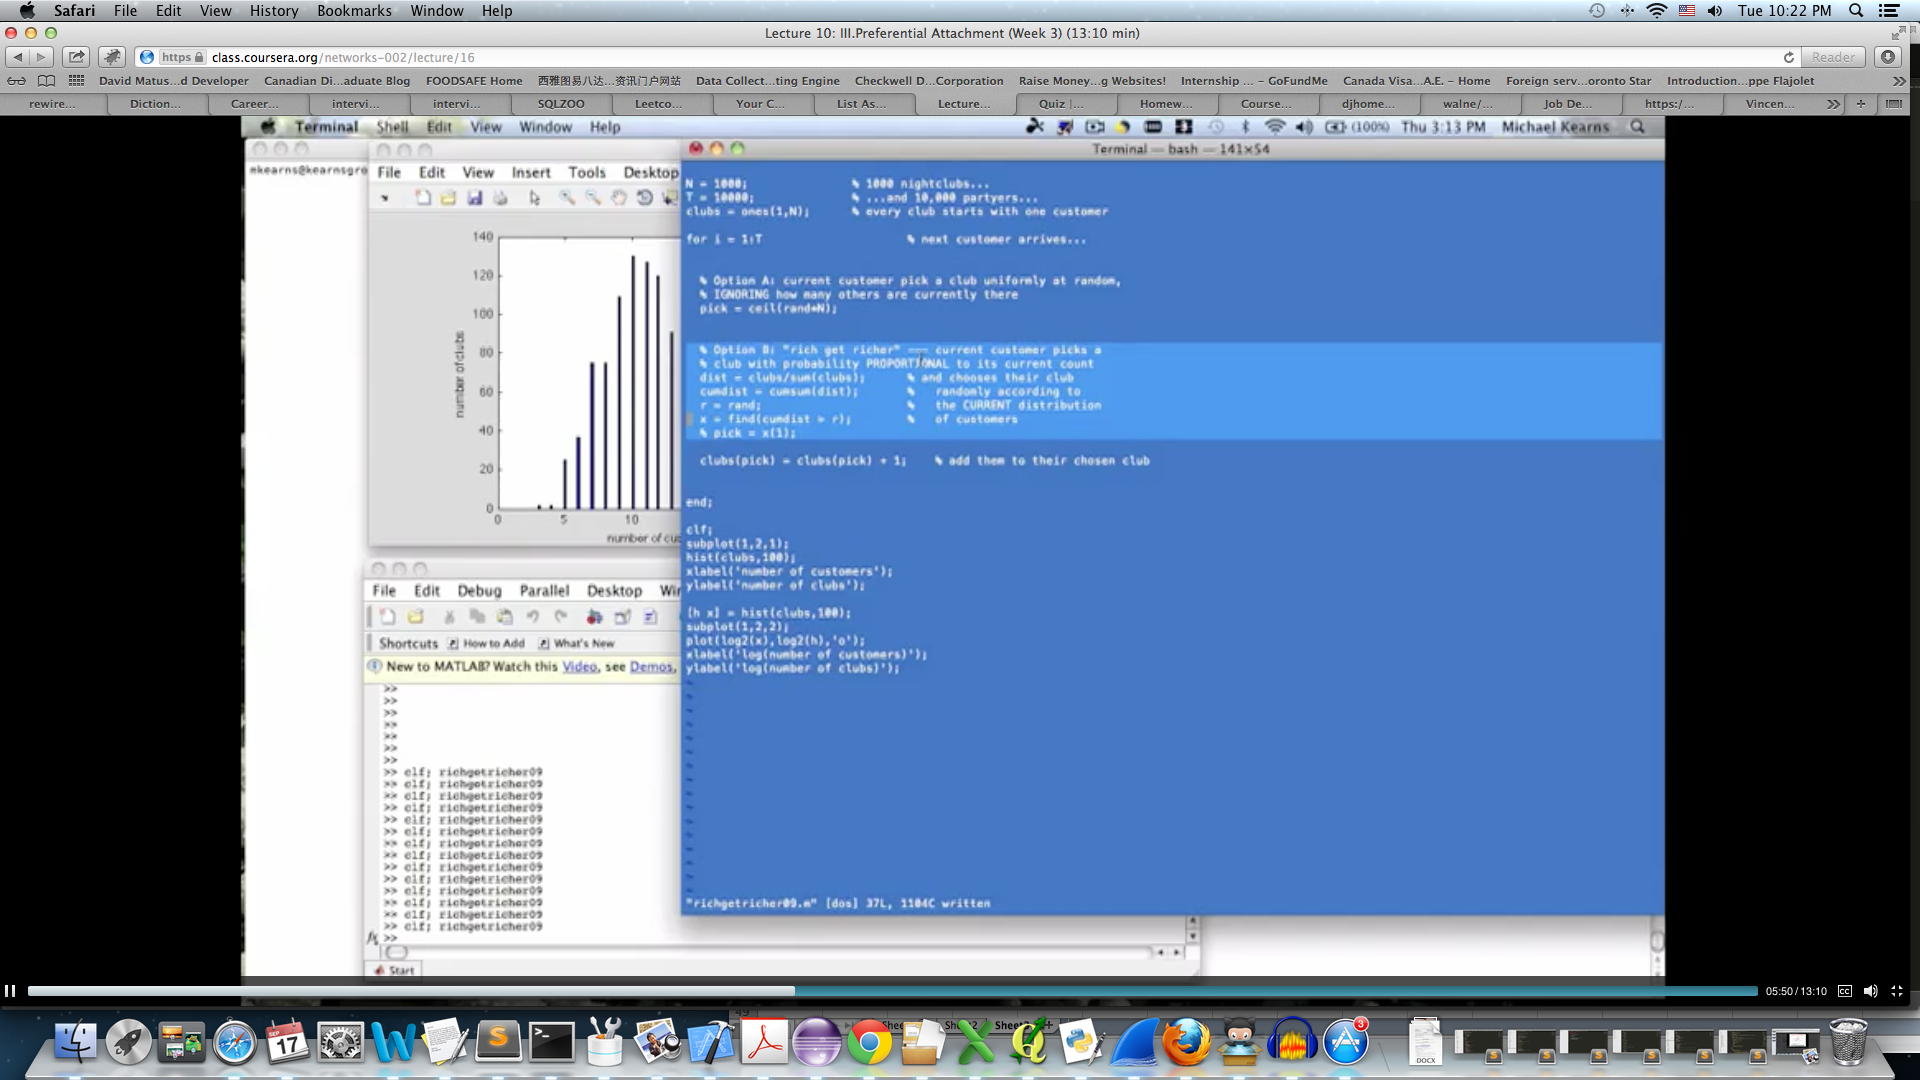 Safari File Edit View History Bookmarks Window Help Tue 10:22 PM
Lecture 10: III.Preferential Attachment (Week 3) (13:10 min)
https class.coursera.org/networks-002/lecture/16 Reader
David Matus...d Developer Canadian Di...aduate Blog FOODSAFE Home 西雅图易八达...资讯门户网站 Data Collect...ting Engine Checkwell D...Corporation Raise Money...g Websites! Internship ... - GoFundMe Canada Visa...A.E. - Home Foreign serv...oronto Star Introduction...ppe Flajolet
rewire... Diction... Career... intervi... intervi... SQLZOO Leetco... Your C... List As... Lecture... Quiz |... Homew... Course... djhome... walne/... Job De... https:/... Vincen...
Terminal Shell Edit View Window Help (100%) Thu 3:13 PM Michael Kearns
Terminal — bash — 141×54
mkearns@kearnsgro
File Edit View Insert Tools Desktop
140
120
100
80
60
40
20
0
0 5 10
number of clubs
number of cus
N = 1000; % 1000 nightclubs...
T = 10000; % ...and 10,000 partyers...
clubs = ones(1,N); % every club starts with one customer
for i = 1:T % next customer arrives...
% Option A: current customer pick a club uniformly at random,
% IGNORING how many others are currently there
pick = ceil(rand*N);
% Option B: "rich get richer" --- current customer picks a
% club with probability PROPORTIONAL to its current count
dist = clubs/sum(clubs); % and chooses their club
cumdist = cumsum(dist); % randomly according to
r = rand; % the CURRENT distribution
x = find(cumdist > r); % of customers
% pick = x(1);
clubs(pick) = clubs(pick) + 1; % add them to their chosen club
end;
clf;
subplot(1,2,1);
hist(clubs,100);
xlabel('number of customers');
ylabel('number of clubs');
[h x] = hist(clubs,100);
subplot(1,2,2);
plot(log2(x),log2(h),'o');
xlabel('log(number of customers)');
ylabel('log(number of clubs)');
"richgetricher09.m" [dos] 37L, 1104C written
File Edit Debug Parallel Desktop Win
Shortcuts How to Add What's New
New to MATLAB? Watch this Video, see Demos,
>>
>>
>>
>>
>>
>>
>>
>> clf; richgetricher09
>> clf; richgetricher09
>> clf; richgetricher09
>> clf; richgetricher09
>> clf; richgetricher09
>> clf; richgetricher09
>> clf; richgetricher09
>> clf; richgetricher09
>> clf; richgetricher09
>> clf; richgetricher09
>> clf; richgetricher09
>> clf; richgetricher09
>> clf; richgetricher09
>> clf; richgetricher09
fx >>
Start
05:50 / 13:10 CC
SEP
17
3
DOCX